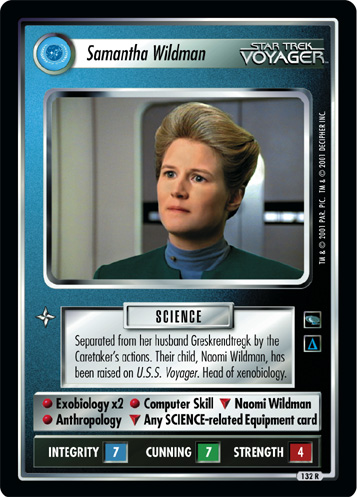 Samantha Wildman
STAR TREK
VOYAGER
TM & © 2001 PAR. PIC. TM & © 2001 DECIPHER INC.
SCIENCE
Separated from her husband Greskrendtregk by the
Caretaker's actions. Their child, Naomi Wildman, has
been raised on U.S.S. Voyager. Head of xenobiology.
Exobiology x2 Computer Skill Naomi Wildman
Anthropology Any SCIENCE-related Equipment card
INTEGRITY 7 CUNNING 7 STRENGTH 4
132 R